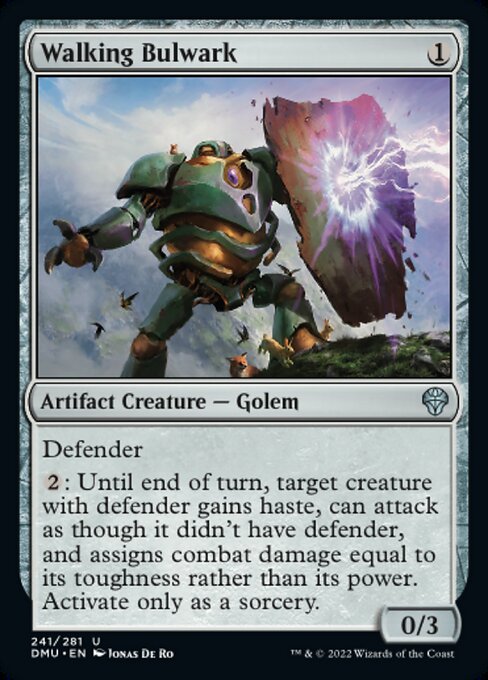 Walking Bulwark 1
Artifact Creature — Golem
Defender
2: Until end of turn, target creature
with defender gains haste, can attack
as though it didn't have defender,
and assigns combat damage equal to
its toughness rather than its power.
Activate only as a sorcery.
0/3
241/281 U
DMU • EN Jonas De Ro
™ & © 2022 Wizards of the Coast